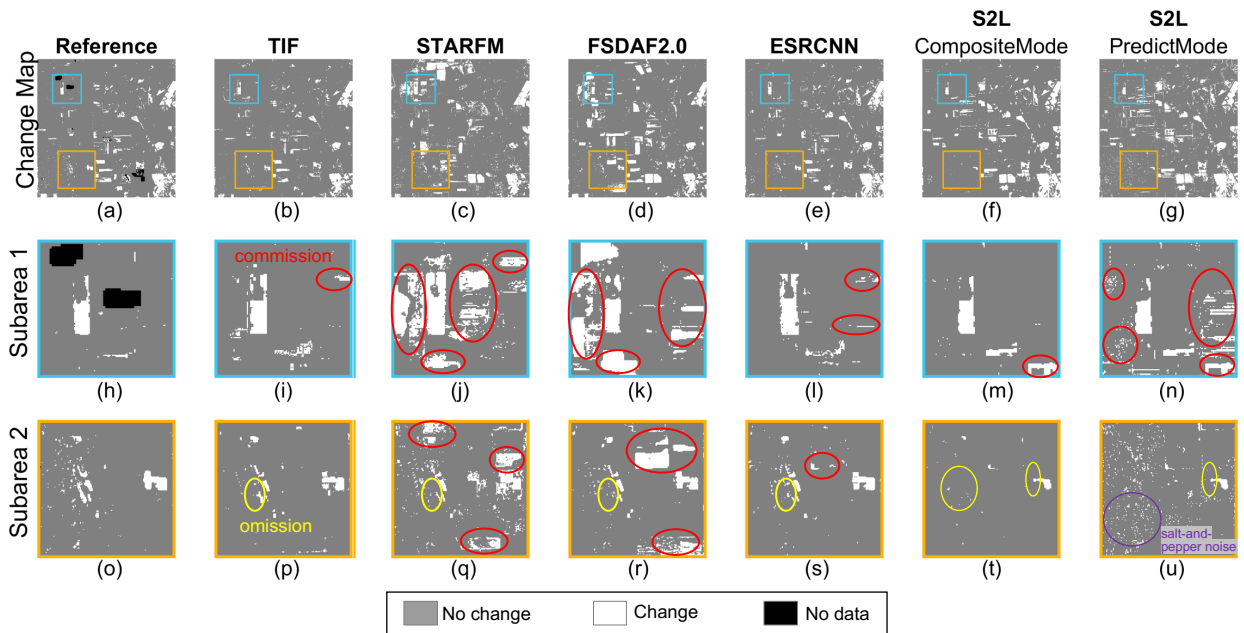 Reference TIF STARFM FSDAF2.0 ESRCNN S2L CompositeMode S2L PredictMode
Change Map
(a) (b) (c) (d) (e) (f) (g)
Subarea 1
commission
(h) (i) (j) (k) (l) (m) (n)
Subarea 2
omission
salt-and-
pepper noise
(o) (p) (q) (r) (s) (t) (u)
No change Change No data